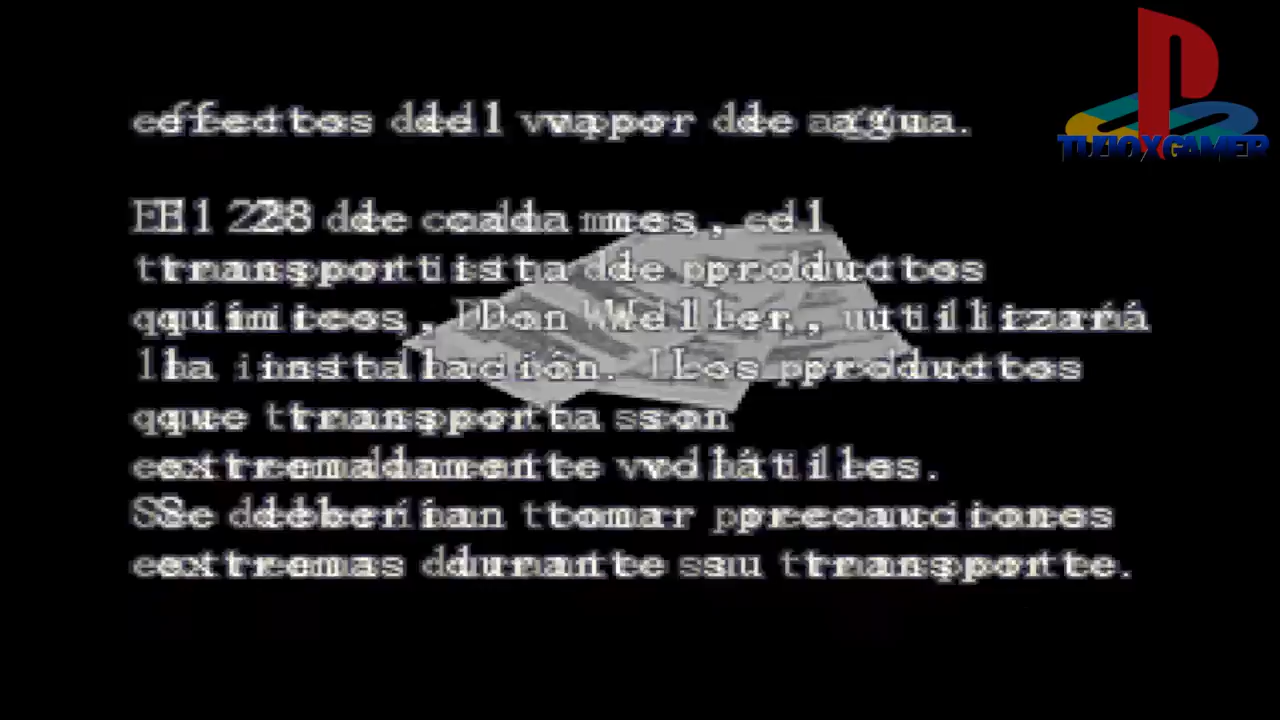 TUZIOXGAMER
efectos del vapor de agua.
El 28 de cada mes, el
transportista de productos
químicos, Don Weller, utilizará
la instalación. Los productos
que transporta son
extremadamente volátiles.
Se deberían tomar precauciones
extremas durante su transporte.